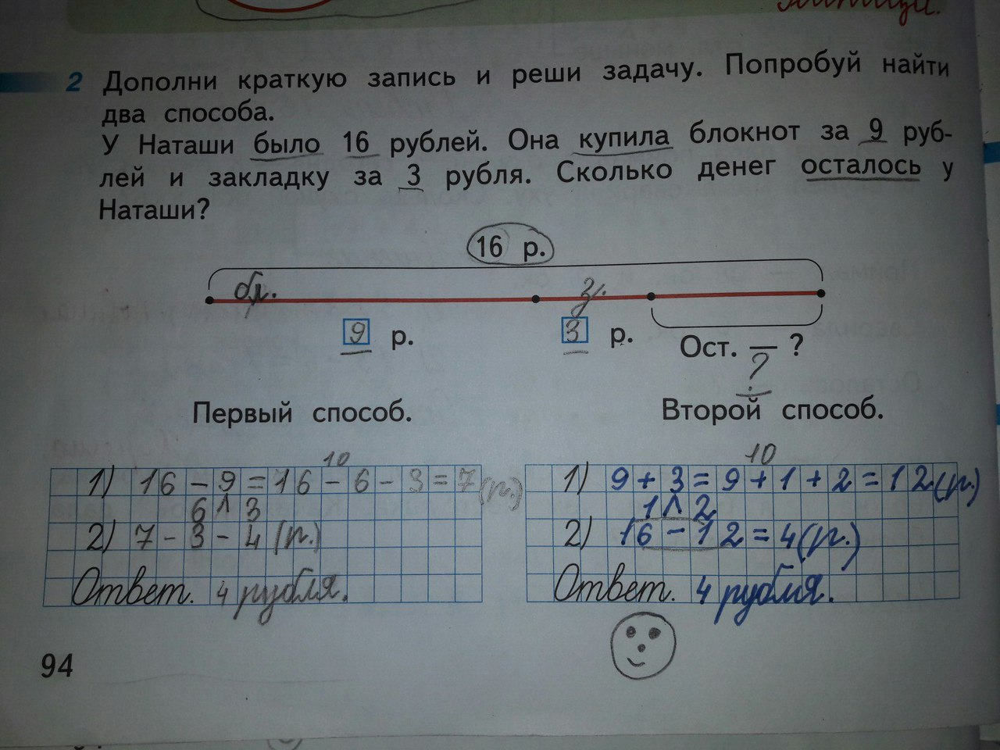 2 Дополни краткую запись и реши задачу. Попробуй найти
два способа.
У Наташи было 16 рублей. Она купила блокнот за 9 руб-
лей и закладку за 3 рубля. Сколько денег осталось у
Наташи?
16 р.
бл. з.
9 р. 3 р. Ост. — ?
?
Первый способ. Второй способ.
10
1) 16 - 9 = 16 - 6 - 3 = 7 (р.)
6 ʌ 3
2) 7 - 3 - 4 (р.)
Ответ. 4 рубля.
10
1) 9 + 3 = 9 + 1 + 2 = 12 (р.)
1 ʌ 2
2) 16 - 12 = 4 (р.)
Ответ. 4 рубля.
94